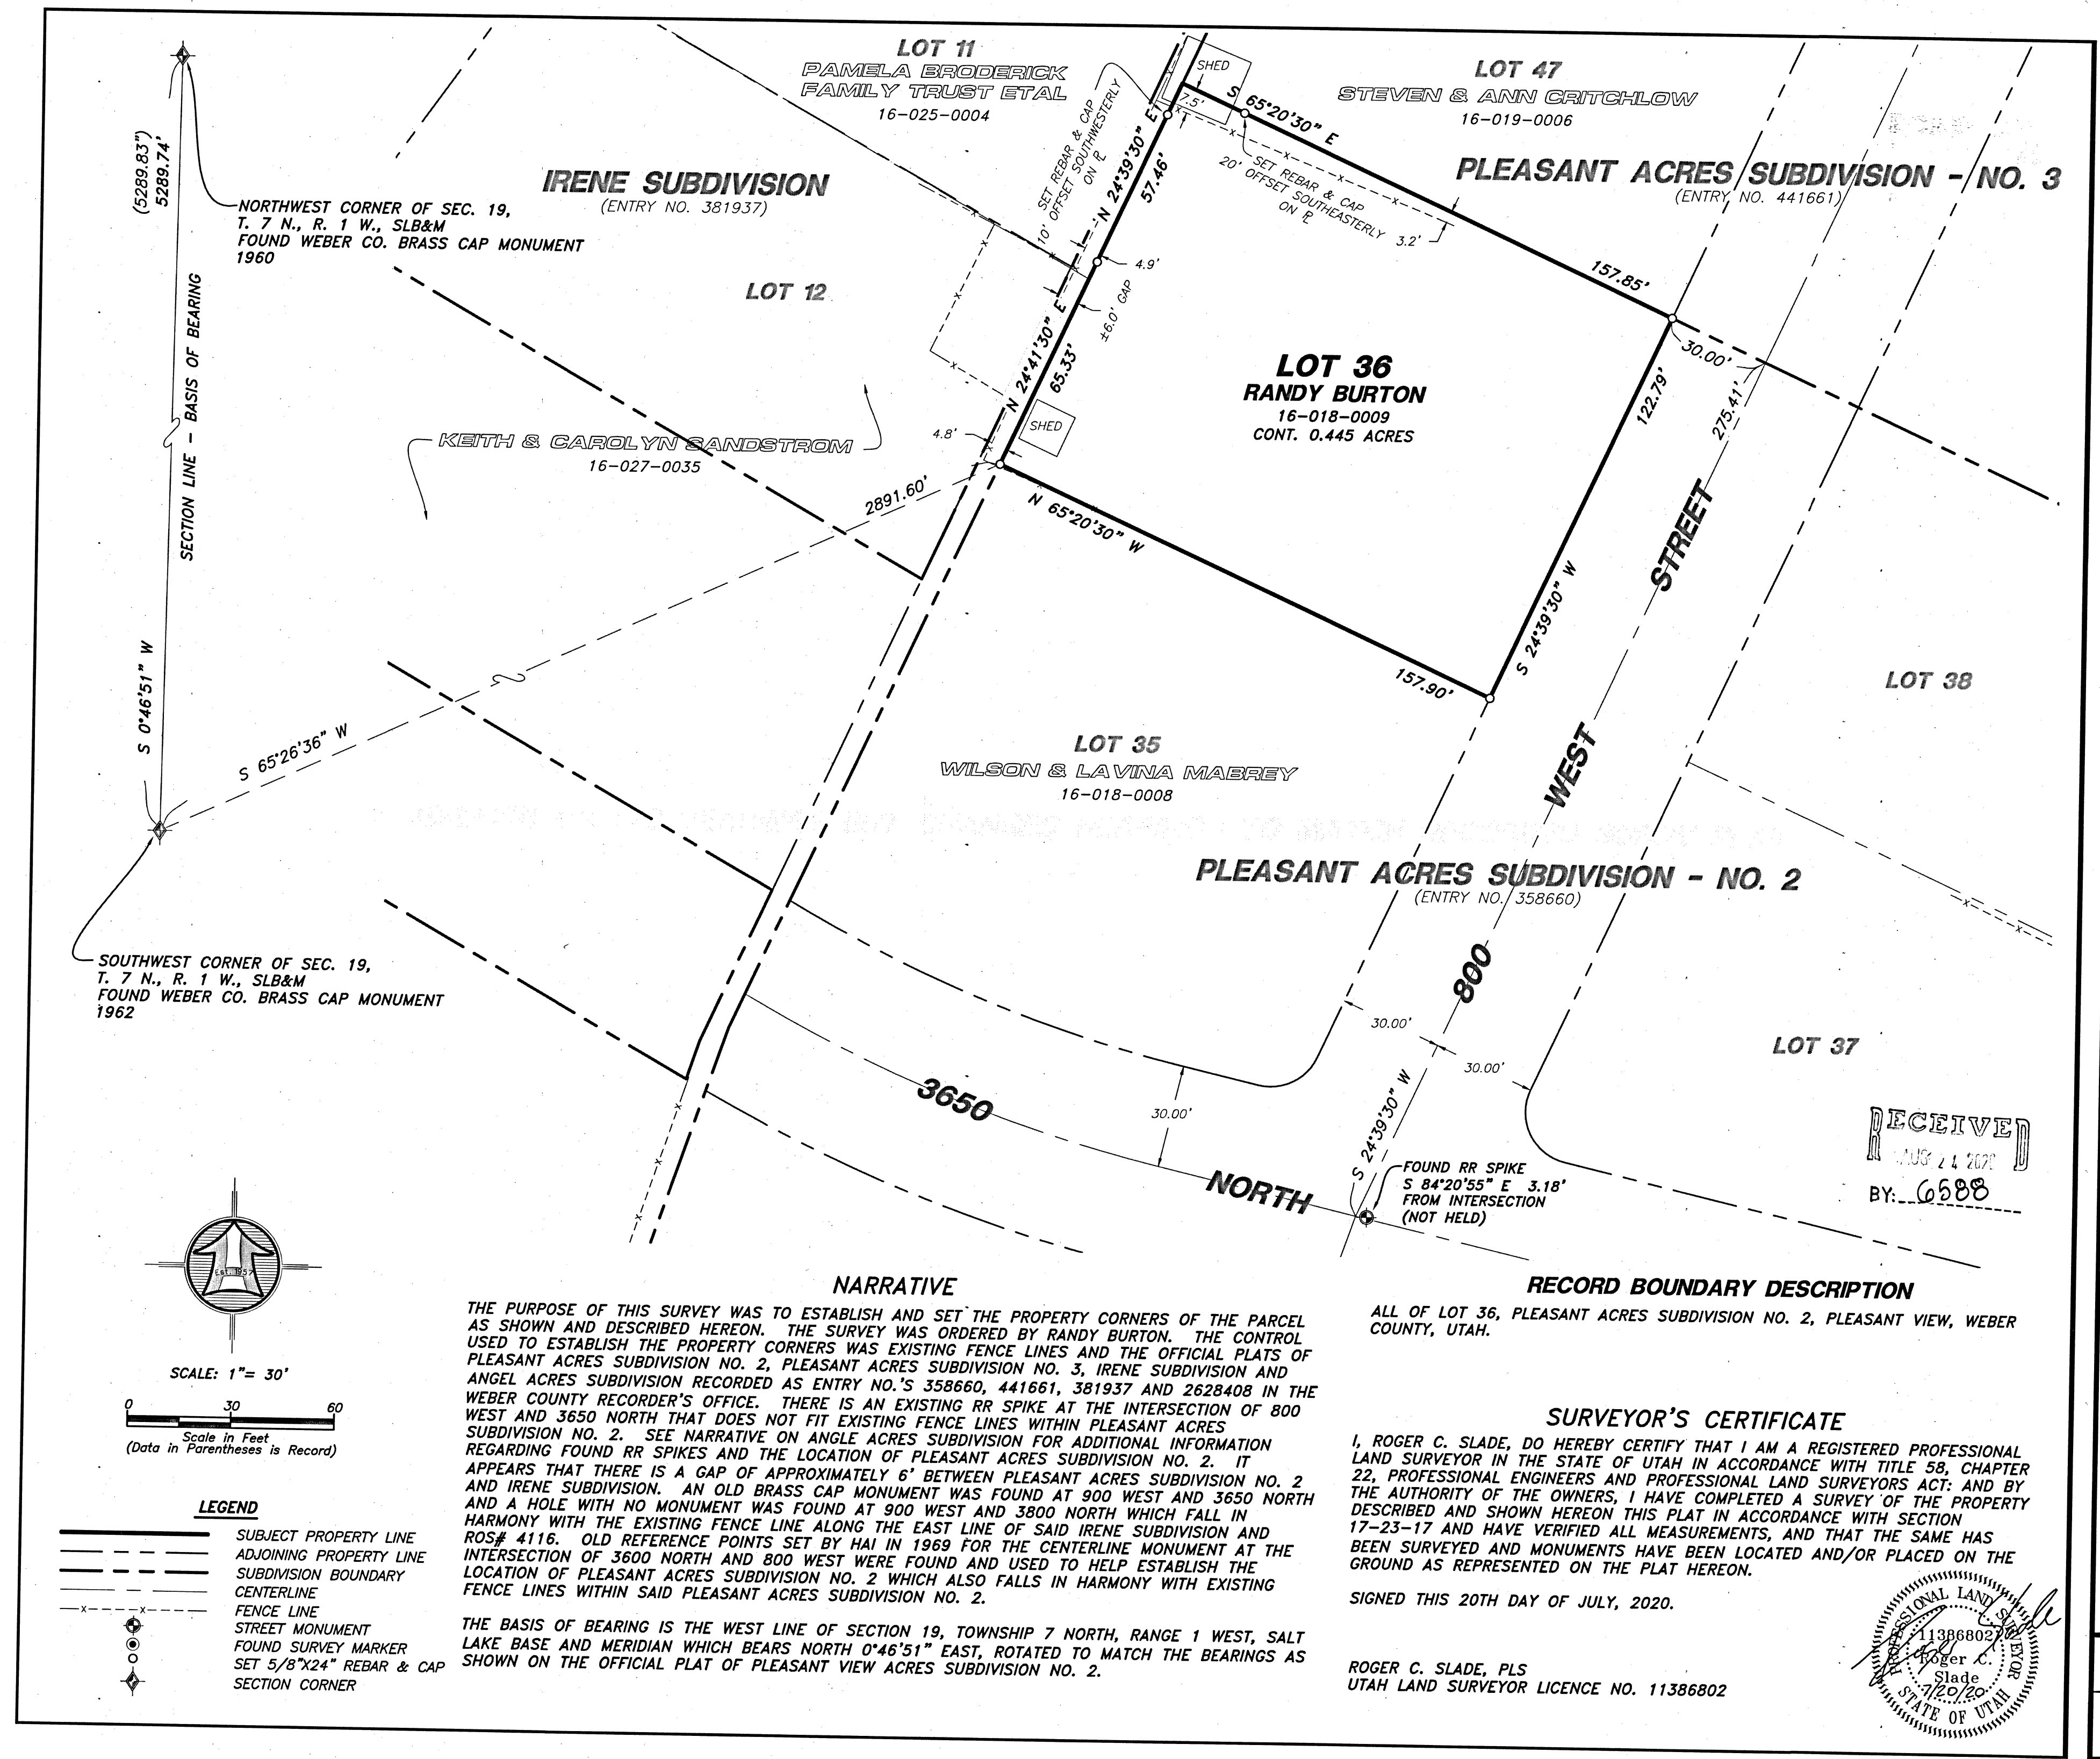 LOT 11
PAMELA BRODERICK
FAMILY TRUST ETAL
16-025-0004
SHED
LOT 47
STEVEN & ANN CRITCHLOW
16-019-0006
PLEASANT ACRES SUBDIVISION - NO. 3
(ENTRY NO. 441661)
(5289.83")
5289.74'
NORTHWEST CORNER OF SEC. 19,
T. 7 N., R. 1 W., SLB&M
FOUND WEBER CO. BRASS CAP MONUMENT
1960
IRENE SUBDIVISION
(ENTRY NO. 381937)
SET REBAR & CAP
10' OFFSET SOUTHWESTERLY
ON PL
N 24°39'30" E
57.46'
7.5'
S 65°20'30" E
SET REBAR & CAP
20' OFFSET SOUTHEASTERLY
ON PL
3.2'
157.85'
LOT 12
4.9'
±6.0' GAP
N 24°41'30" E
65.33'
SECTION LINE - BASIS OF BEARING
LOT 36
RANDY BURTON
16-018-0009
CONT. 0.445 ACRES
30.00'
122.79'
275.41'
KEITH & CAROLYN SANDSTROM
16-027-0035
4.8'
SHED
2891.60'
N 65°20'30" W
157.90'
S 24°39'30" W
S 0°46'51" W
S 65°26'36" W
LOT 35
WILSON & LAVINA MABREY
16-018-0008
LOT 38
800 WEST STREET
PLEASANT ACRES SUBDIVISION - NO. 2
(ENTRY NO. 358660)
SOUTHWEST CORNER OF SEC. 19,
T. 7 N., R. 1 W., SLB&M
FOUND WEBER CO. BRASS CAP MONUMENT
1962
30.00'
30.00'
LOT 37
3650 NORTH
30.00'
S 24°39'30" W
FOUND RR SPIKE
S 84°20'55" E 3.18'
FROM INTERSECTION
(NOT HELD)
RECEIVED
AUG 24 2020
BY: 6588
Est. 1957
SCALE: 1"= 30'
0 30 60
Scale in Feet
(Data in Parentheses is Record)
LEGEND
SUBJECT PROPERTY LINE
ADJOINING PROPERTY LINE
SUBDIVISION BOUNDARY
CENTERLINE
x x FENCE LINE
STREET MONUMENT
FOUND SURVEY MARKER
SET 5/8"X24" REBAR & CAP
SECTION CORNER
NARRATIVE
THE PURPOSE OF THIS SURVEY WAS TO ESTABLISH AND SET THE PROPERTY CORNERS OF THE PARCEL
AS SHOWN AND DESCRIBED HEREON. THE SURVEY WAS ORDERED BY RANDY BURTON. THE CONTROL
USED TO ESTABLISH THE PROPERTY CORNERS WAS EXISTING FENCE LINES AND THE OFFICIAL PLATS OF
PLEASANT ACRES SUBDIVISION NO. 2, PLEASANT ACRES SUBDIVISION NO. 3, IRENE SUBDIVISION AND
ANGEL ACRES SUBDIVISION RECORDED AS ENTRY NO.'S 358660, 441661, 381937 AND 2628408 IN THE
WEBER COUNTY RECORDER'S OFFICE. THERE IS AN EXISTING RR SPIKE AT THE INTERSECTION OF 800
WEST AND 3650 NORTH THAT DOES NOT FIT EXISTING FENCE LINES WITHIN PLEASANT ACRES
SUBDIVISION NO. 2. SEE NARRATIVE ON ANGLE ACRES SUBDIVISION FOR ADDITIONAL INFORMATION
REGARDING FOUND RR SPIKES AND THE LOCATION OF PLEASANT ACRES SUBDIVISION NO. 2. IT
APPEARS THAT THERE IS A GAP OF APPROXIMATELY 6' BETWEEN PLEASANT ACRES SUBDIVISION NO. 2
AND IRENE SUBDIVISION. AN OLD BRASS CAP MONUMENT WAS FOUND AT 900 WEST AND 3650 NORTH
AND A HOLE WITH NO MONUMENT WAS FOUND AT 900 WEST AND 3800 NORTH WHICH FALL IN
HARMONY WITH THE EXISTING FENCE LINE ALONG THE EAST LINE OF SAID IRENE SUBDIVISION AND
ROS# 4116. OLD REFERENCE POINTS SET BY HAI IN 1969 FOR THE CENTERLINE MONUMENT AT THE
INTERSECTION OF 3600 NORTH AND 800 WEST WERE FOUND AND USED TO HELP ESTABLISH THE
LOCATION OF PLEASANT ACRES SUBDIVISION NO. 2 WHICH ALSO FALLS IN HARMONY WITH EXISTING
FENCE LINES WITHIN SAID PLEASANT ACRES SUBDIVISION NO. 2.
THE BASIS OF BEARING IS THE WEST LINE OF SECTION 19, TOWNSHIP 7 NORTH, RANGE 1 WEST, SALT
LAKE BASE AND MERIDIAN WHICH BEARS NORTH 0°46'51" EAST, ROTATED TO MATCH THE BEARINGS AS
SHOWN ON THE OFFICIAL PLAT OF PLEASANT VIEW ACRES SUBDIVISION NO. 2.
RECORD BOUNDARY DESCRIPTION
ALL OF LOT 36, PLEASANT ACRES SUBDIVISION NO. 2, PLEASANT VIEW, WEBER
COUNTY, UTAH.
SURVEYOR'S CERTIFICATE
I, ROGER C. SLADE, DO HEREBY CERTIFY THAT I AM A REGISTERED PROFESSIONAL
LAND SURVEYOR IN THE STATE OF UTAH IN ACCORDANCE WITH TITLE 58, CHAPTER
22, PROFESSIONAL ENGINEERS AND PROFESSIONAL LAND SURVEYORS ACT: AND BY
THE AUTHORITY OF THE OWNERS, I HAVE COMPLETED A SURVEY OF THE PROPERTY
DESCRIBED AND SHOWN HEREON THIS PLAT IN ACCORDANCE WITH SECTION
17-23-17 AND HAVE VERIFIED ALL MEASUREMENTS, AND THAT THE SAME HAS
BEEN SURVEYED AND MONUMENTS HAVE BEEN LOCATED AND/OR PLACED ON THE
GROUND AS REPRESENTED ON THE PLAT HEREON.
SIGNED THIS 20TH DAY OF JULY, 2020.
ROGER C. SLADE, PLS
UTAH LAND SURVEYOR LICENCE NO. 11386802
PROFESSIONAL LAND SURVEYOR
11386802
Roger C.
Slade
7/20/20
STATE OF UTAH